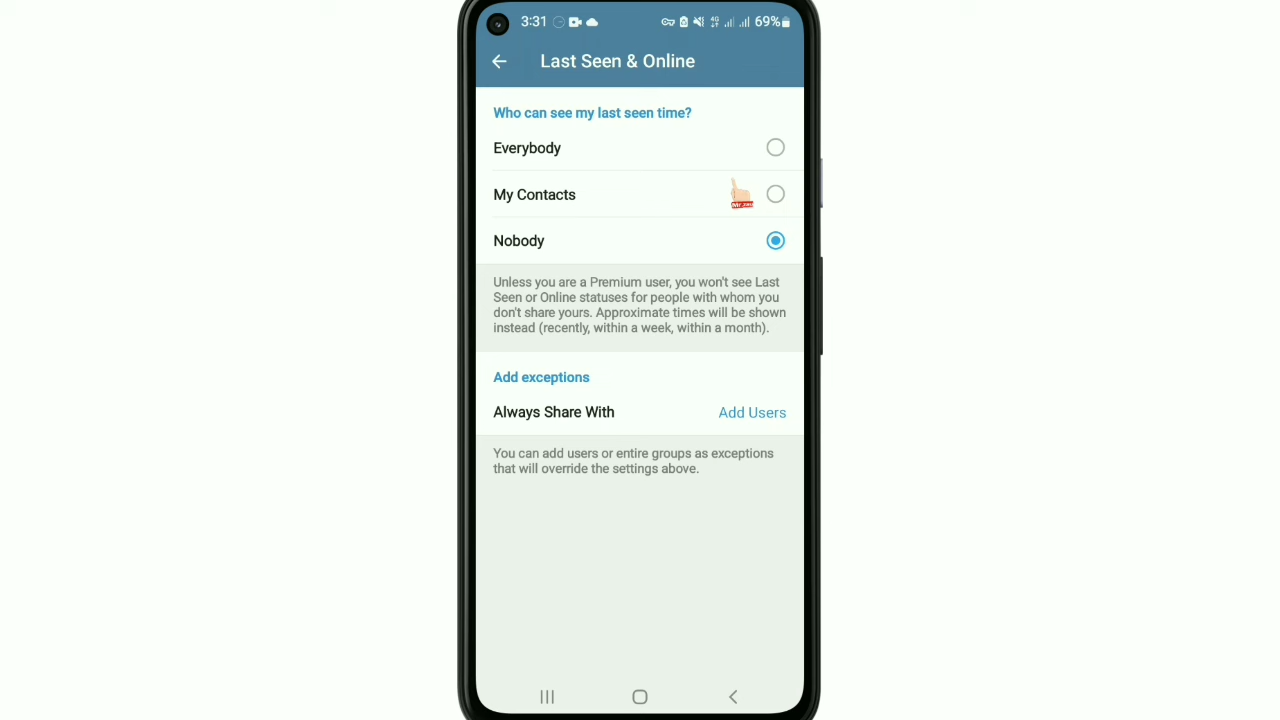 3:31 69%
Last Seen & Online
Who can see my last seen time?
Everybody
My Contacts
Nobody
Unless you are a Premium user, you won't see Last
Seen or Online statuses for people with whom you
don't share yours. Approximate times will be shown
instead (recently, within a week, within a month).
Add exceptions
Always Share With Add Users
You can add users or entire groups as exceptions
that will override the settings above.